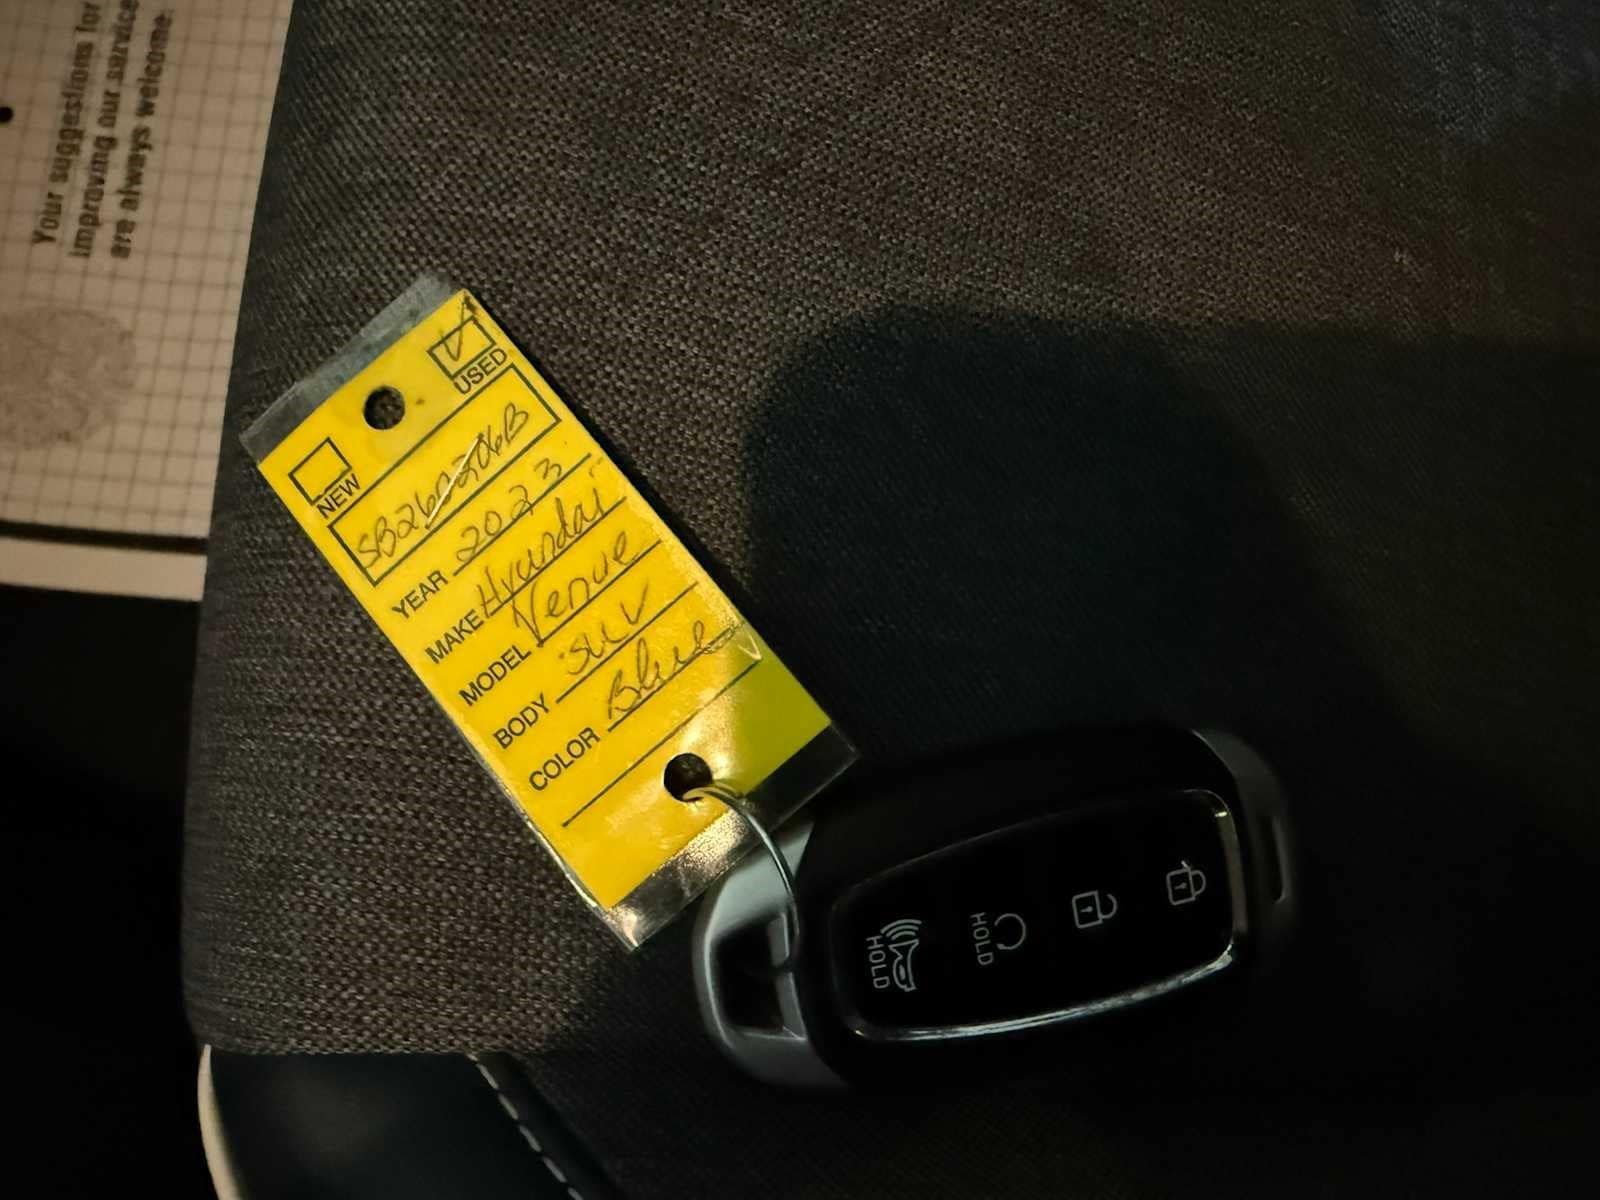 Your suggestions for
improving our service
are always welcome.
NEW
USED
SB260206B
YEAR 2023
MAKE Hyundai
MODEL Venue
BODY SUV
COLOR Blue
HOLD
HOLD